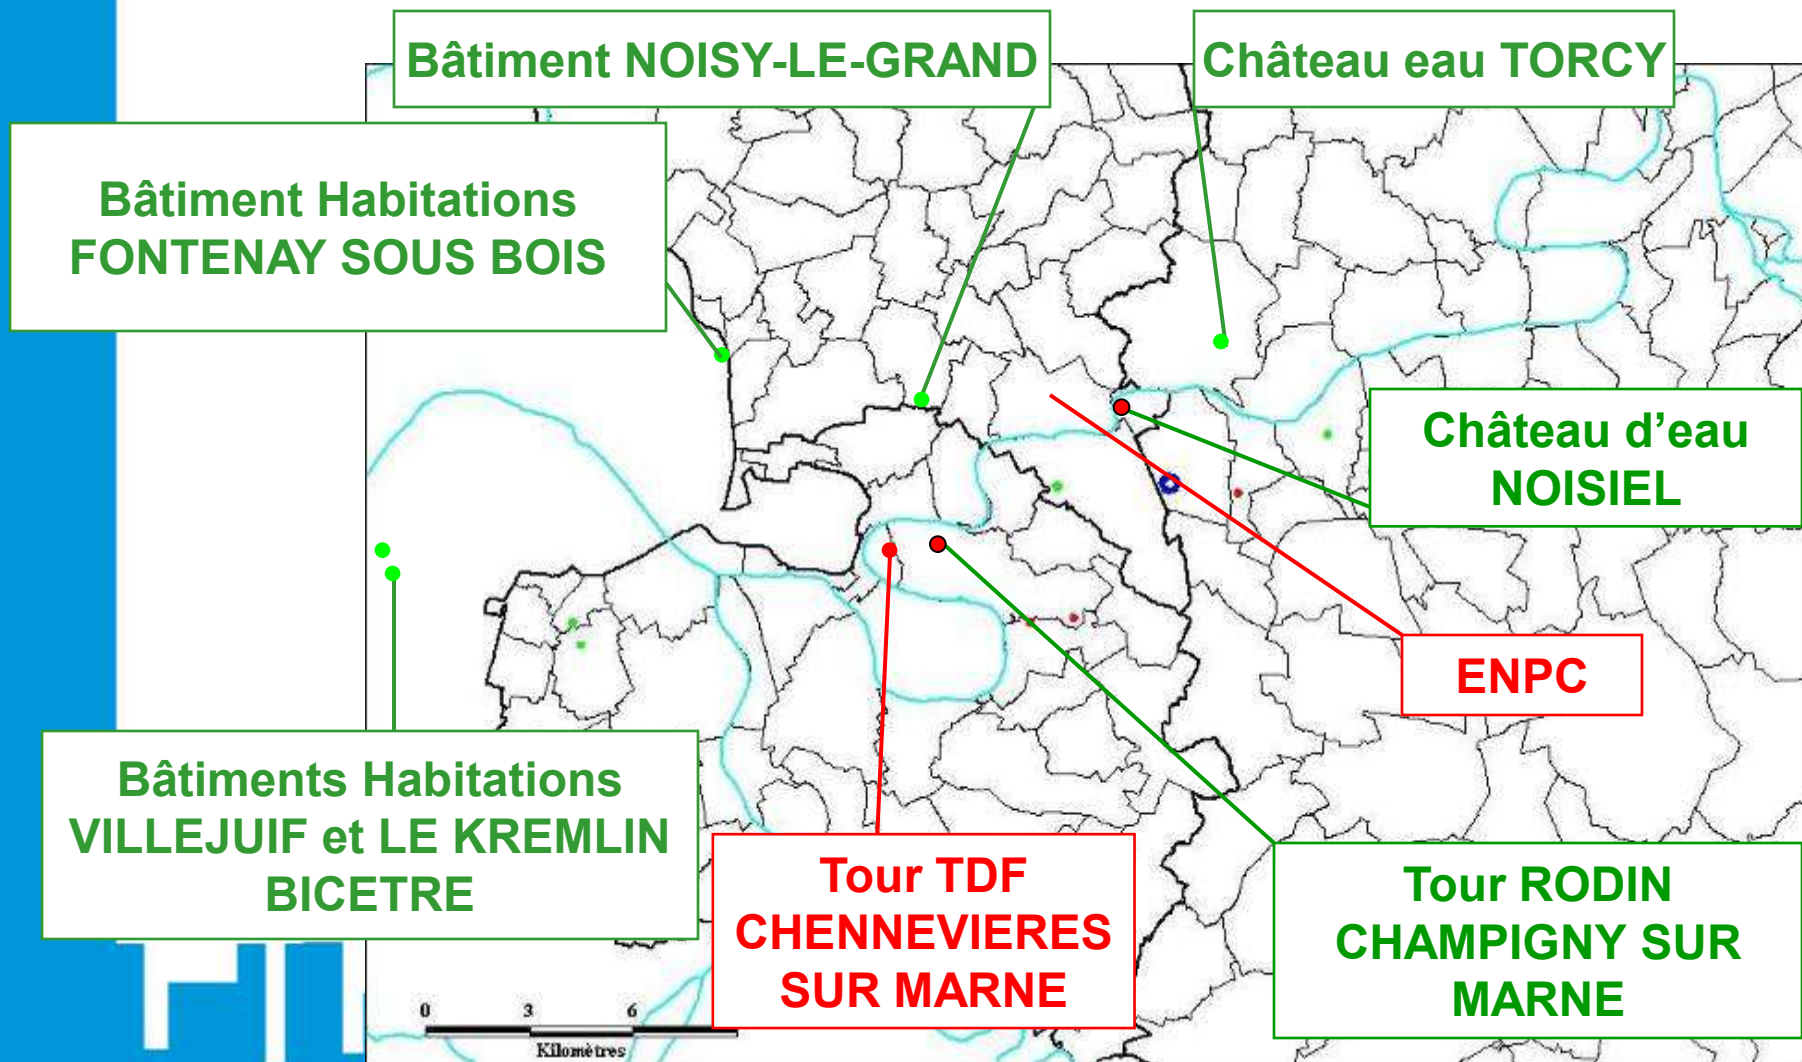 Bâtiment NOISY-LE-GRAND
Château eau TORCY
Bâtiment Habitations
FONTENAY SOUS BOIS
Château d’eau
NOISIEL
ENPC
Bâtiments Habitations
VILLEJUIF et LE KREMLIN
BICETRE
Tour TDF
CHENNEVIERES
SUR MARNE
Tour RODIN
CHAMPIGNY SUR
MARNE
0 3 6
Kilomètres